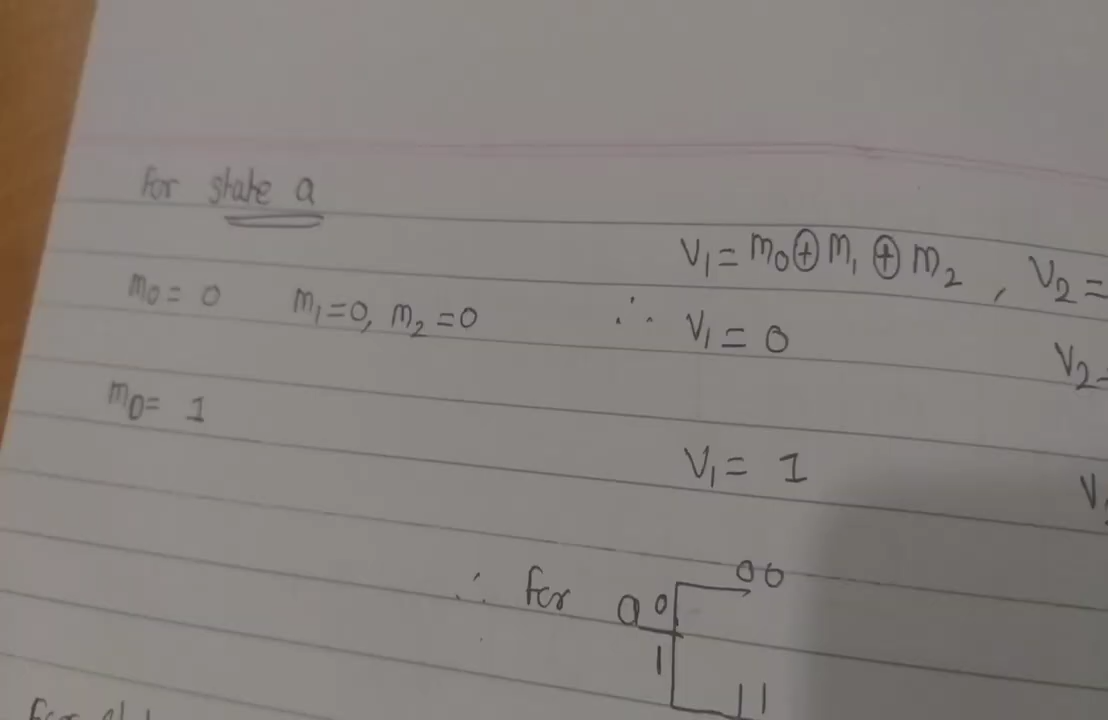 For state a
V₁ = m₀ ⊕ m₁ ⊕ m₂ , V₂ =
m₀ = 0 m₁ = 0, m₂ = 0 ∴ V₁ = 0 V₂
m₀ = 1 V₁ = 1 V
∴ for a 0 00
1 11
For